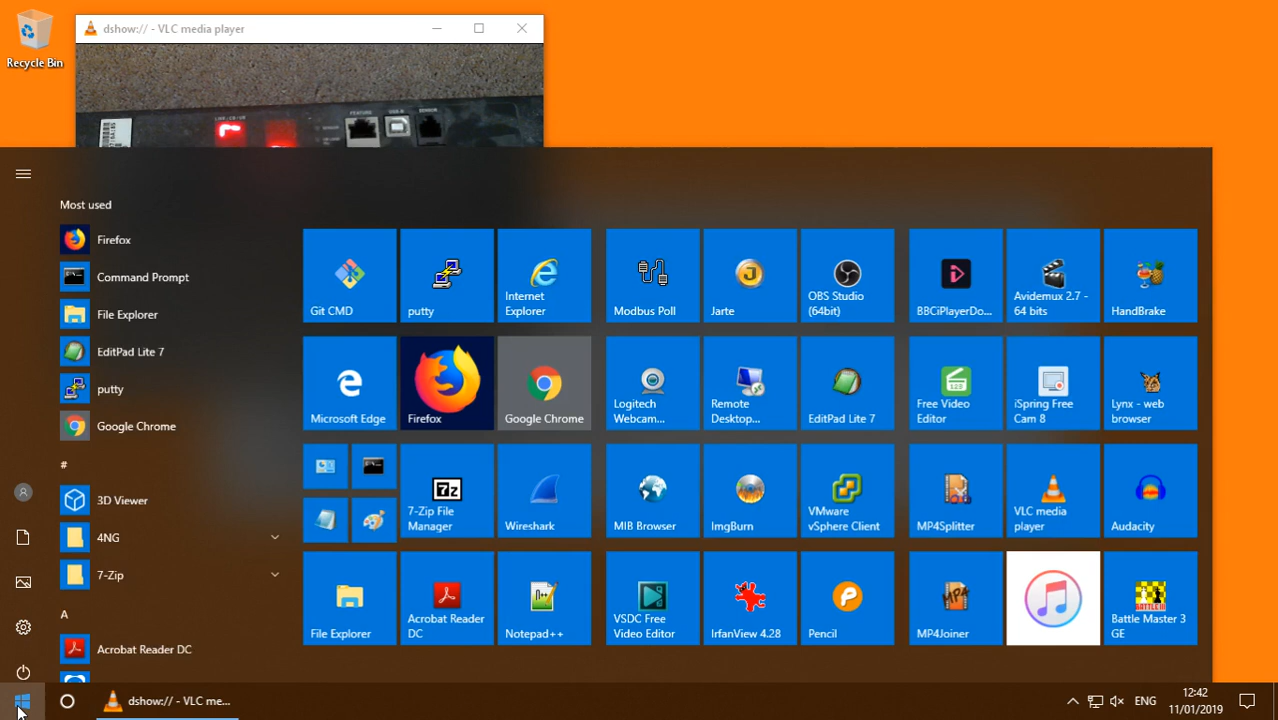 Recycle Bin
dshow:// - VLC media player
FEATURE
Most used
Firefox
Command Prompt
File Explorer
EditPad Lite 7
putty
Google Chrome
#
3D Viewer
4NG
7-Zip
A
Acrobat Reader DC
Git CMD
putty
Internet
Explorer
Modbus Poll
Jarte
OBS Studio
(64bit)
BBCiPlayerDo...
Avidemux 2.7 -
64 bits
HandBrake
Microsoft Edge
Firefox
Google Chrome
Logitech
Webcam...
Remote
Desktop...
EditPad Lite 7
Free Video
Editor
iSpring Free
Cam 8
Lynx - web
browser
7z
7-Zip File
Manager
Wireshark
MIB Browser
ImgBurn
VMware
vSphere Client
MP4Splitter
VLC media
player
Audacity
File Explorer
Acrobat Reader
DC
Notepad++
VSDC Free
Video Editor
IrfanView 4.28
Pencil
MP4Joiner
Battle Master 3
GE
dshow:// - VLC me...
ENG
12:42
11/01/2019